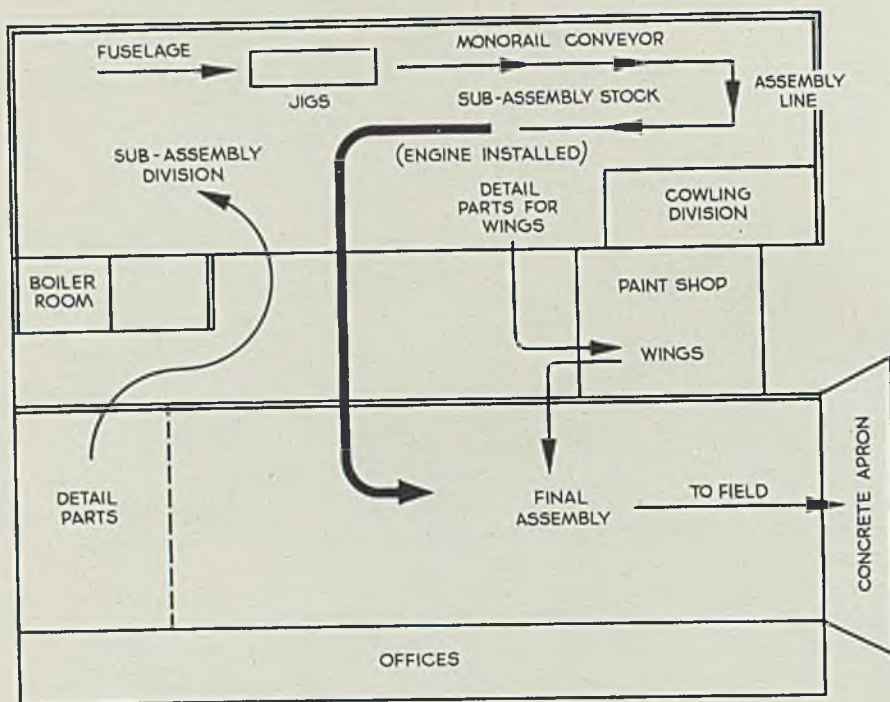 FUSELAGE
MONORAIL CONVEYOR
JIGS
SUB-ASSEMBLY STOCK
ASSEMBLY
LINE
SUB-ASSEMBLY
DIVISION
(ENGINE INSTALLED)
DETAIL
PARTS FOR
WINGS
COWLING
DIVISION
BOILER
ROOM
PAINT SHOP
WINGS
DETAIL
PARTS
FINAL
ASSEMBLY
TO FIELD
CONCRETE APRON
OFFICES